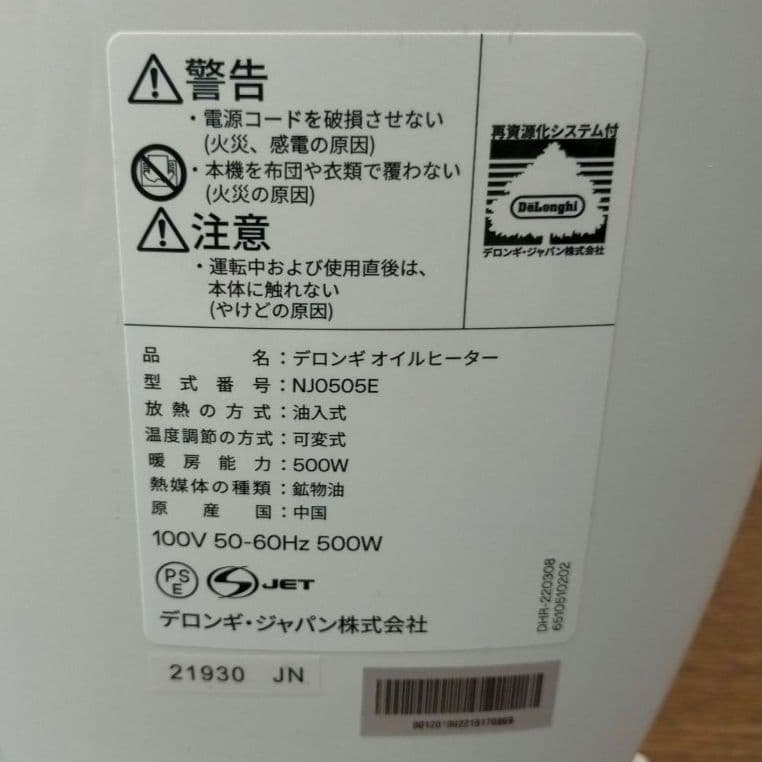 警告
・電源コードを破損させない
(火災、感電の原因)
・本機を布団や衣類で覆わない
(火災の原因)
注意
・運転中および使用直後は、
本体に触れない
(やけどの原因)
再資源化システム付
DeLonghi
デロンギ・ジャパン株式会社
品名：デロンギ オイルヒーター
型式番号：NJ0505E
放熱の方式：油入式
温度調節の方式：可変式
暖房能力：500W
熱媒体の種類：鉱物油
原産国：中国
100V 50-60Hz 500W
PS
E
JET
デロンギ・ジャパン株式会社
DHR-220308
6510510202
21930 JN